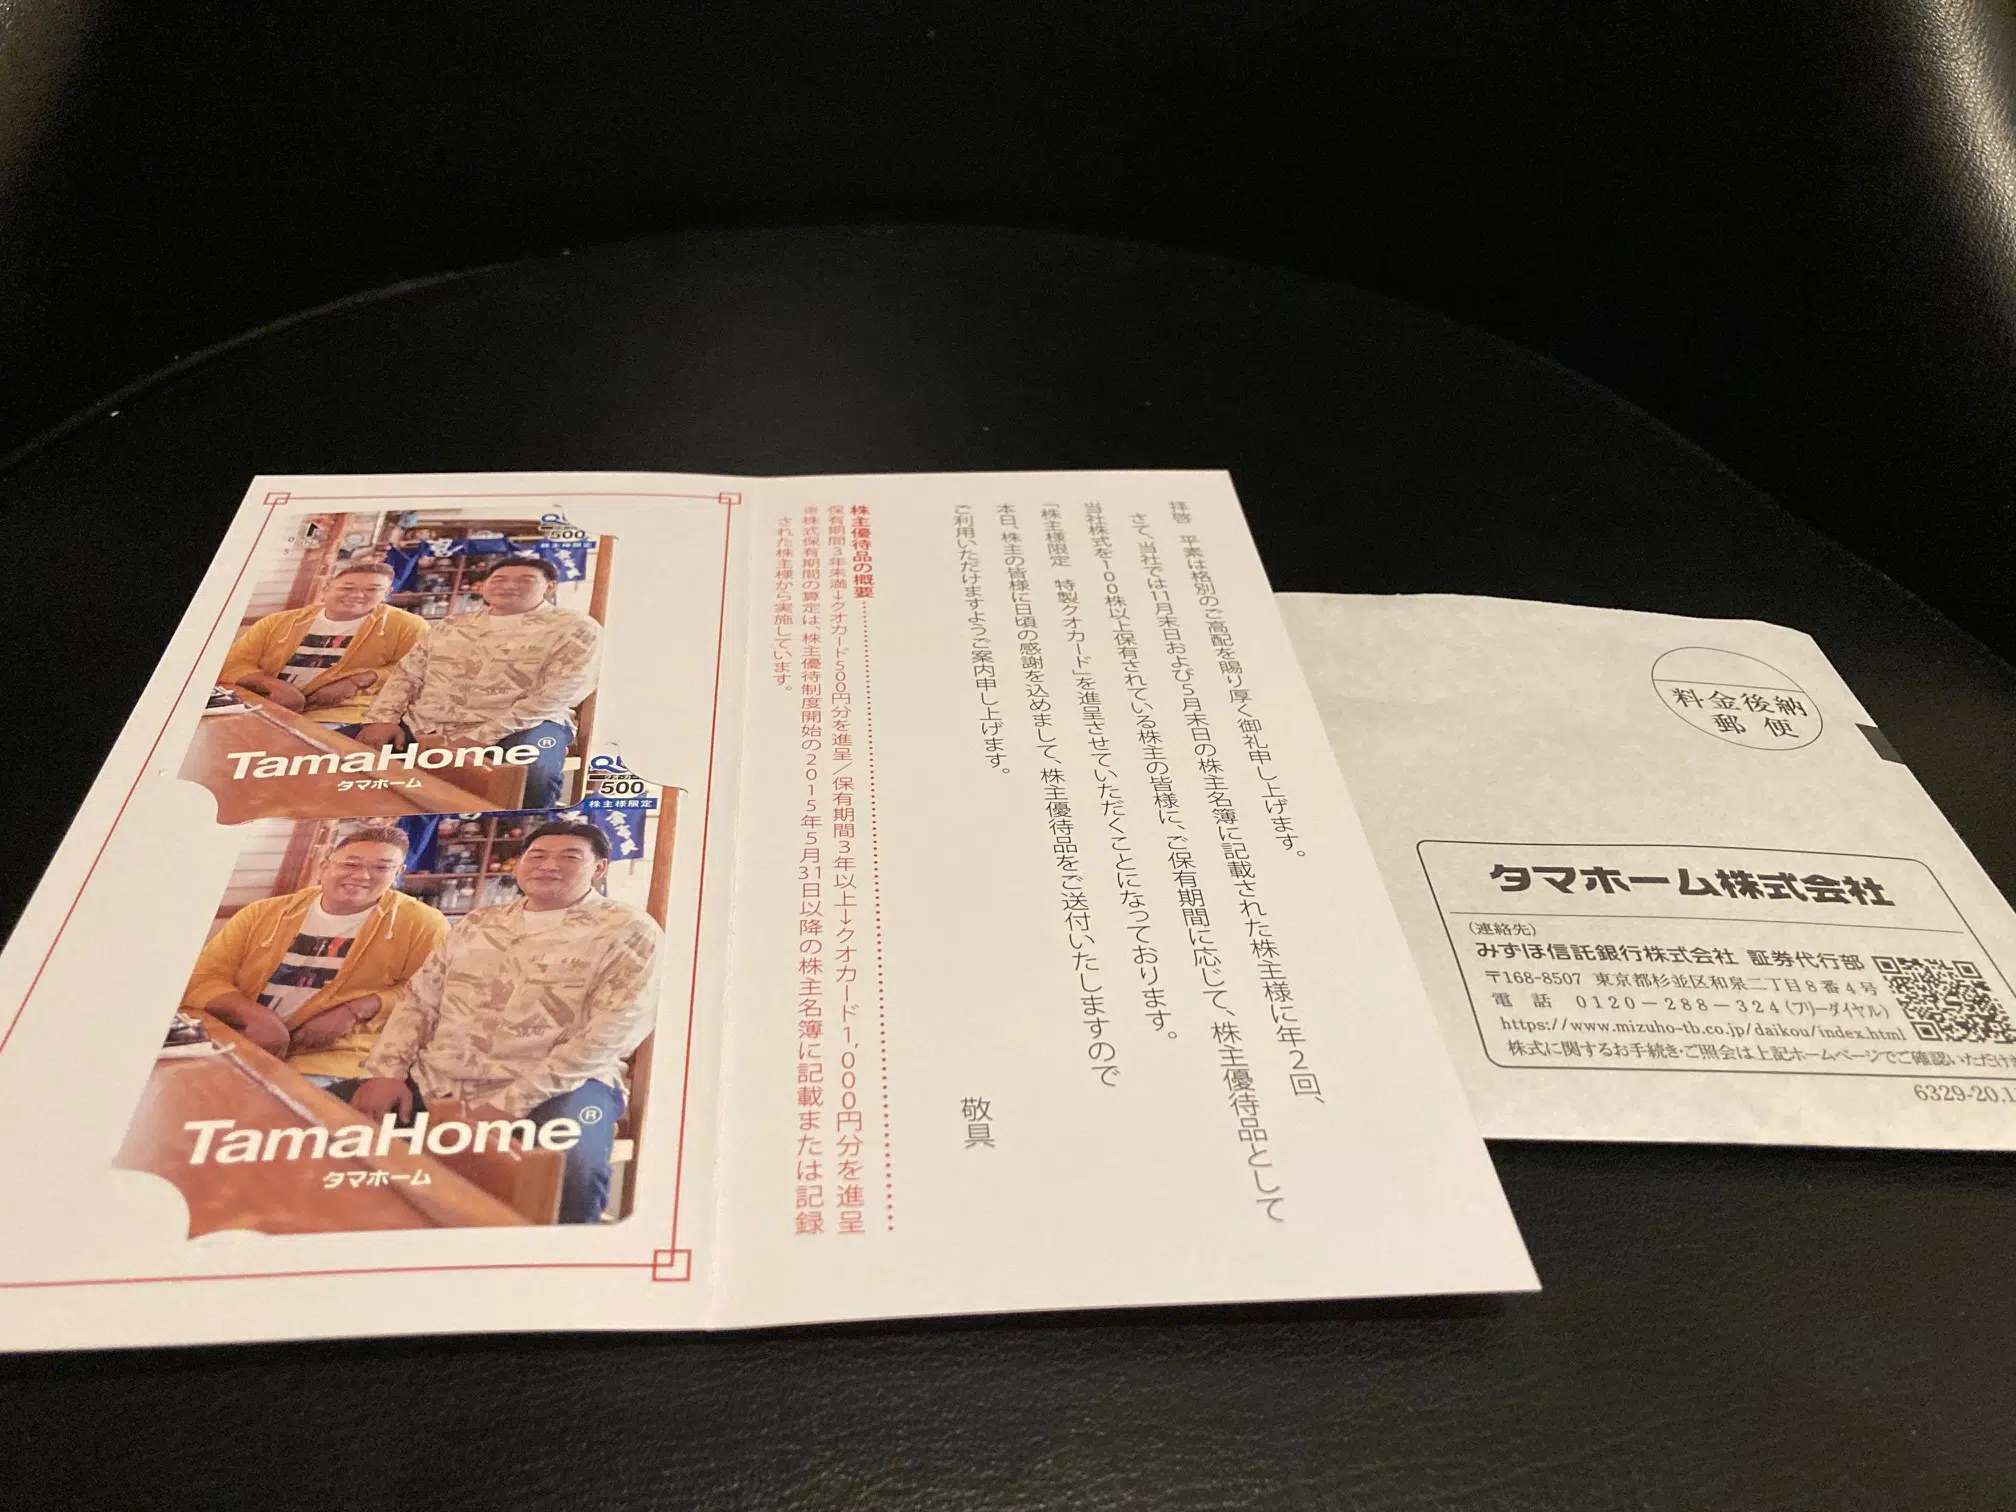 拝啓 平素は格別のご高配を賜り厚く御礼申し上げます。
さて、当社では11月末日および5月末日の株主名簿に記載された株主様に年2回、
当社株式を100株以上保有されている株主の皆様に、ご保有期間に応じて、株主優待品として
「株主様限定 特製クオカード」を進呈させていただくことになっております。
本日、株主の皆様に日頃の感謝を込めまして、株主優待品をご送付いたしますので
ご利用いただけますようご案内申し上げます。
敬具
株主優待品の概要
保有期間3年未満→クオカード500円分を進呈／保有期間3年以上→クオカード1,000円分を進呈
※株式保有期間の算定は、株主優待制度開始の2015年5月31日以降の株主名簿に記載または記録
された株主様から実施しています。
500
株主様限定
TamaHome®
タマホーム
クオ・カー
500
株主様限定
TamaHome®
タマホーム
料金後納
郵便
タマホーム株式会社
(連絡先)
みずほ信託銀行株式会社 証券代行部
〒168-8507 東京都杉並区和泉二丁目8番4号
電 話 0120-288-324(フリーダイヤル)
https://www.mizuho-tb.co.jp/daikou/index.html
株式に関するお手続き・ご照会は上記ホームページでご確認いただけ
6329-20.1